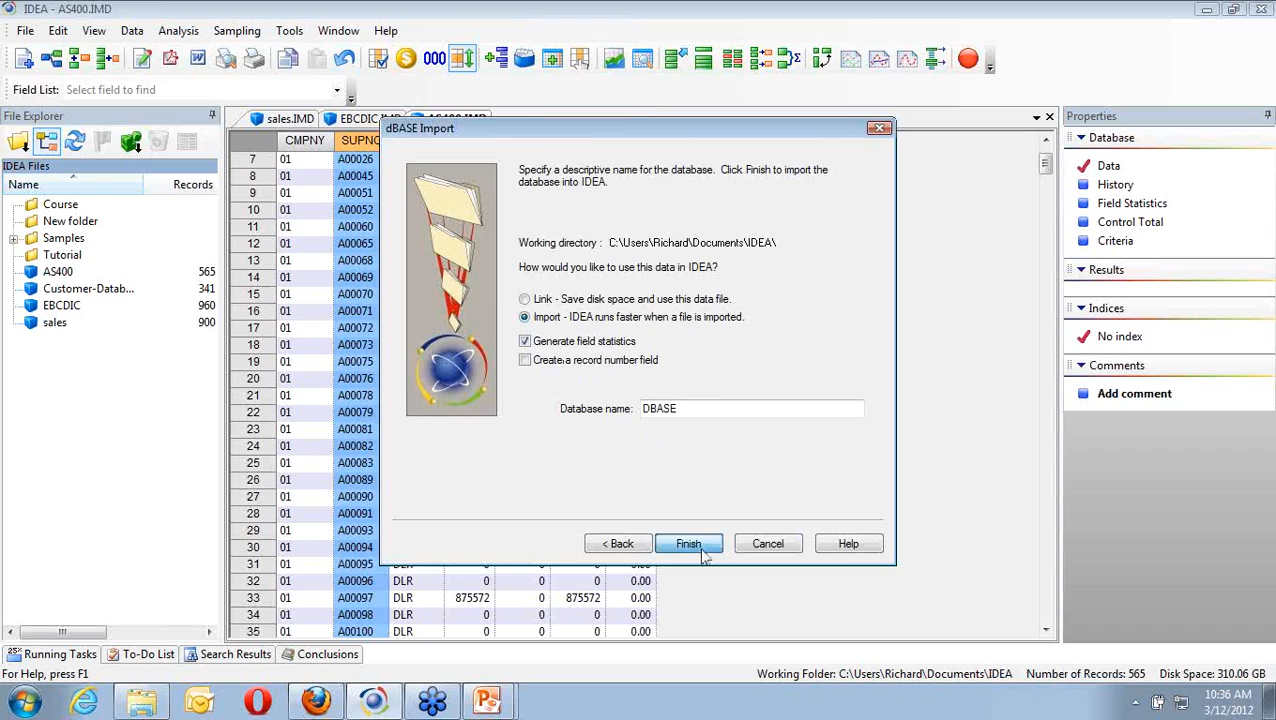 IDEA - AS400.IMD
File Edit View Data Analysis Sampling Tools Window Help
000
Field List: Select field to find
File Explorer
IDEA Files
Name Records
Course
New folder
Samples
Tutorial
AS400 565
Customer-Datab... 341
EBCDIC 960
sales 900
sales.IMD EBCDIC.IMD AS400.IMD
CMPNY SUPNO
7 01 A00026
8 01 A00045
9 01 A00051
10 01 A00052
11 01 A00060
12 01 A00065
13 01 A00068
14 01 A00069
15 01 A00070
16 01 A00071
17 01 A00072
18 01 A00073
19 01 A00075
20 01 A00076
21 01 A00078
22 01 A00079
23 01 A00081
24 01 A00082
25 01 A00083
26 01 A00089
27 01 A00090
28 01 A00091
29 01 A00093
30 01 A00094
31 01 A00095 DLR 0 0 0 0.00
32 01 A00096 DLR 0 0 0 0.00
33 01 A00097 DLR 875572 0 875572 0.00
34 01 A00098 DLR 0 0 0 0.00
35 01 A00100 DLR 0 0 0 0.00
dBASE Import
Specify a descriptive name for the database. Click Finish to import the
database into IDEA.
Working directory : C:\Users\Richard\Documents\IDEA\
How would you like to use this data in IDEA?
Link - Save disk space and use this data file.
Import - IDEA runs faster when a file is imported.
Generate field statistics
Create a record number field
Database name: DBASE
< Back Finish Cancel Help
Properties
Database
Data
History
Field Statistics
Control Total
Criteria
Results
Indices
No index
Comments
Add comment
25% Running Tasks To-Do List Search Results Conclusions
For Help, press F1
Working Folder: C:\Users\Richard\Documents\IDEA Number of Records: 565 Disk Space: 310.06 GB
10:36 AM
3/12/2012